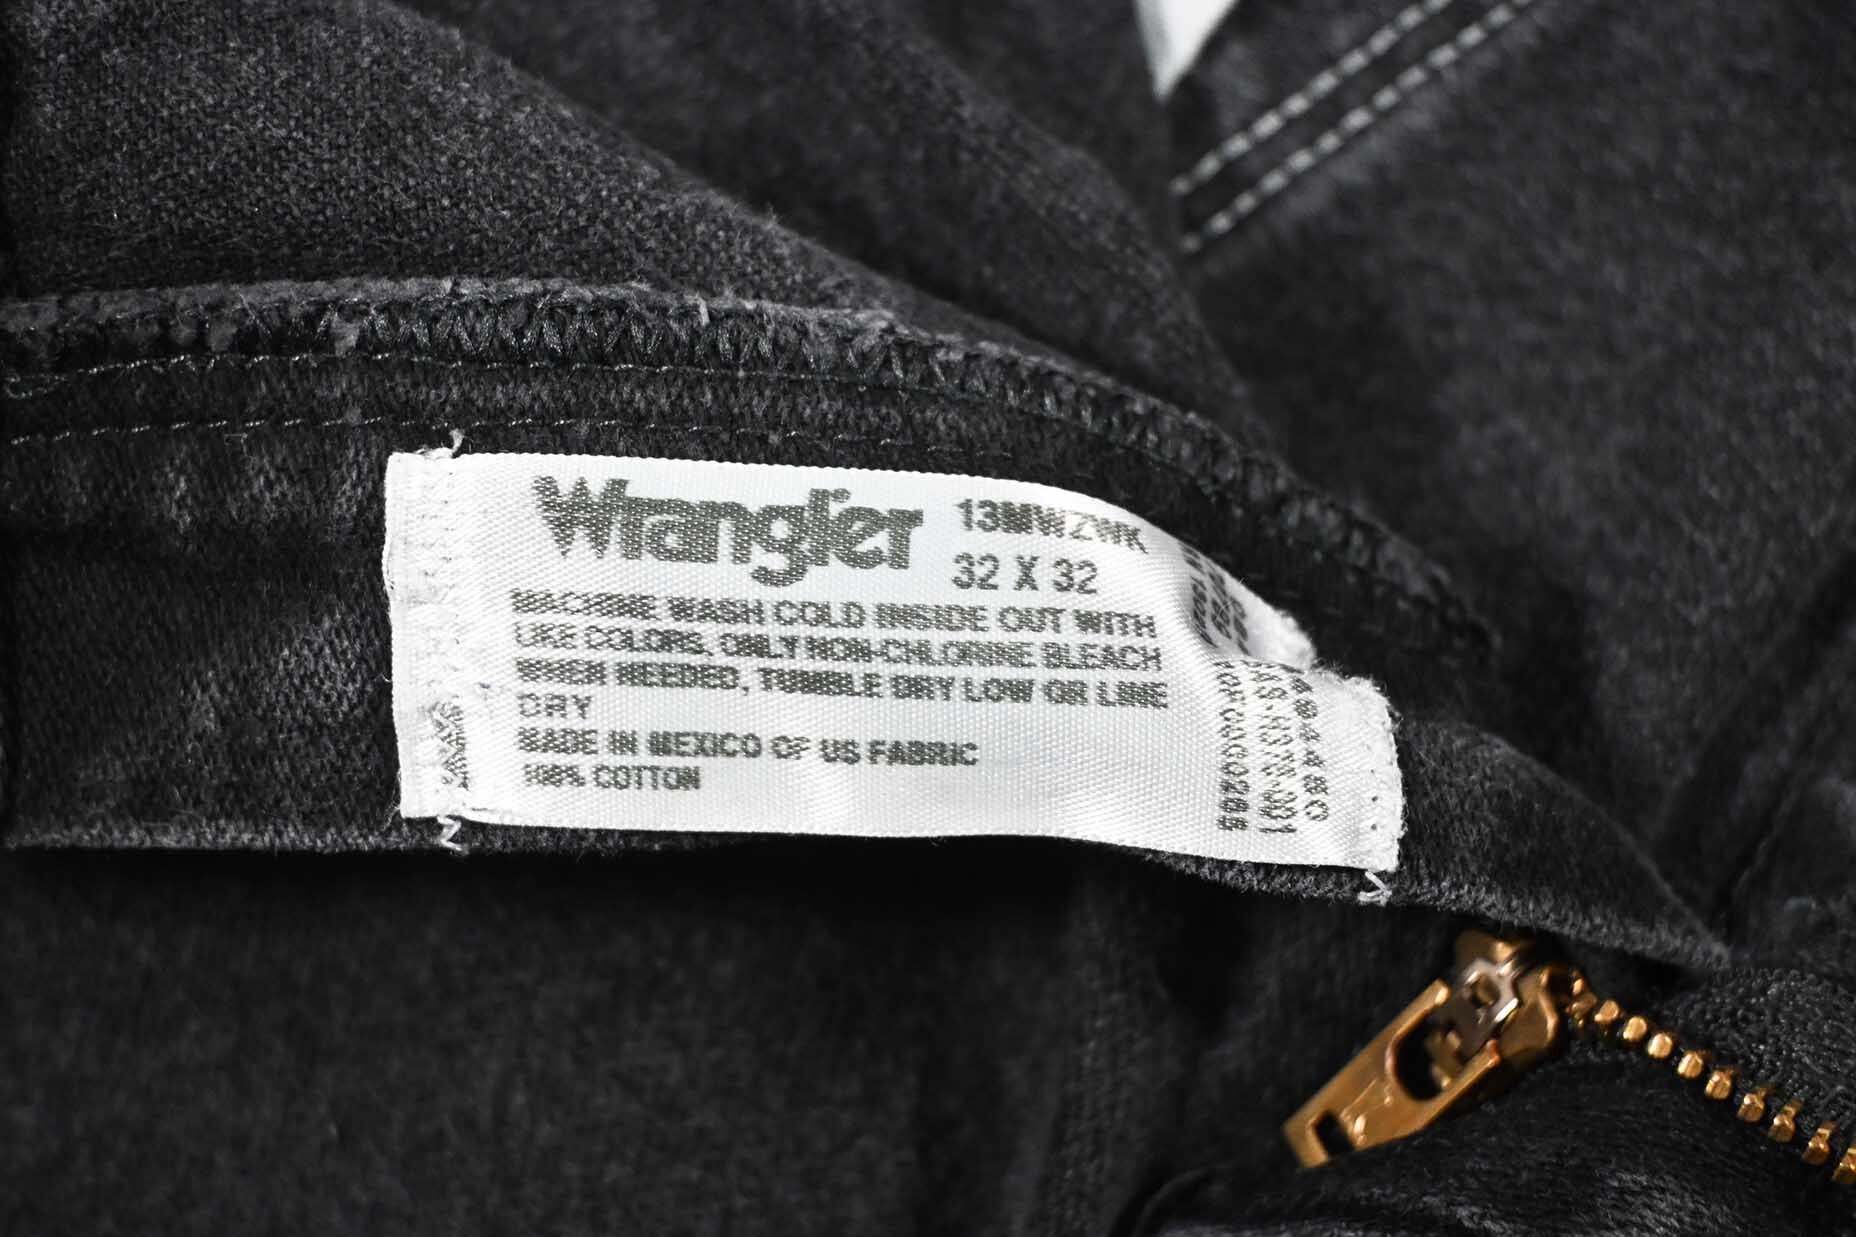 Wrangler
13MWZWK
32 X 32
MACHINE WASH COLD INSIDE OUT WITH
LIKE COLORS, ONLY NON-CHLORINE BLEACH
WHEN NEEDED, TUMBLE DRY LOW OR LINE
DRY
MADE IN MEXICO OF US FABRIC
100% COTTON